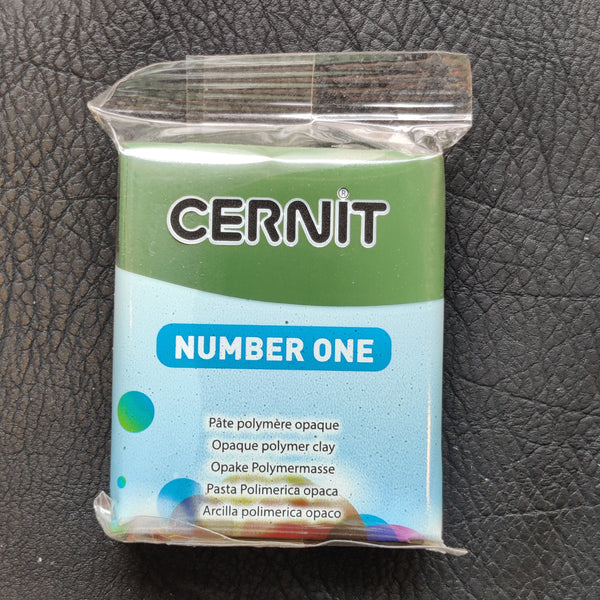 CERNIT®
NUMBER ONE
Pâte polymère opaque
Opaque polymer clay
Opake Polymermasse
Pasta Polimerica opaca
Arcilla polimerica opaco